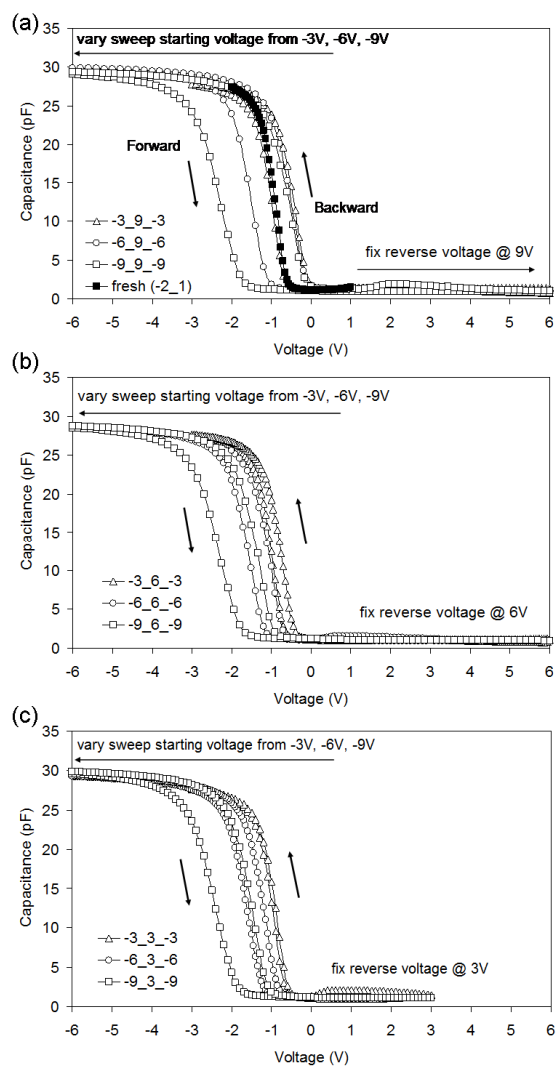 (a)
35
30
25
20
15
10
5
0
Capacitance (pF)
vary sweep starting voltage from -3V, -6V, -9V
Forward
Backward
fix reverse voltage @ 9V
-3_9_-3
-6_9_-6
-9_9_-9
fresh (-2_1)
-6 -5 -4 -3 -2 -1 0 1 2 3 4 5 6
Voltage (V)
(b)
35
30
25
20
15
10
5
0
Capacitance (pF)
vary sweep starting voltage from -3V, -6V, -9V
-3_6_-3
-6_6_-6
-9_6_-9
fix reverse voltage @ 6V
-6 -5 -4 -3 -2 -1 0 1 2 3 4 5 6
Voltage (V)
(c)
35
30
25
20
15
10
5
0
Capacitance (pF)
vary sweep starting voltage from -3V, -6V, -9V
-3_3_-3
-6_3_-6
-9_3_-9
fix reverse voltage @ 3V
-6 -5 -4 -3 -2 -1 0 1 2 3 4 5 6
Voltage (V)